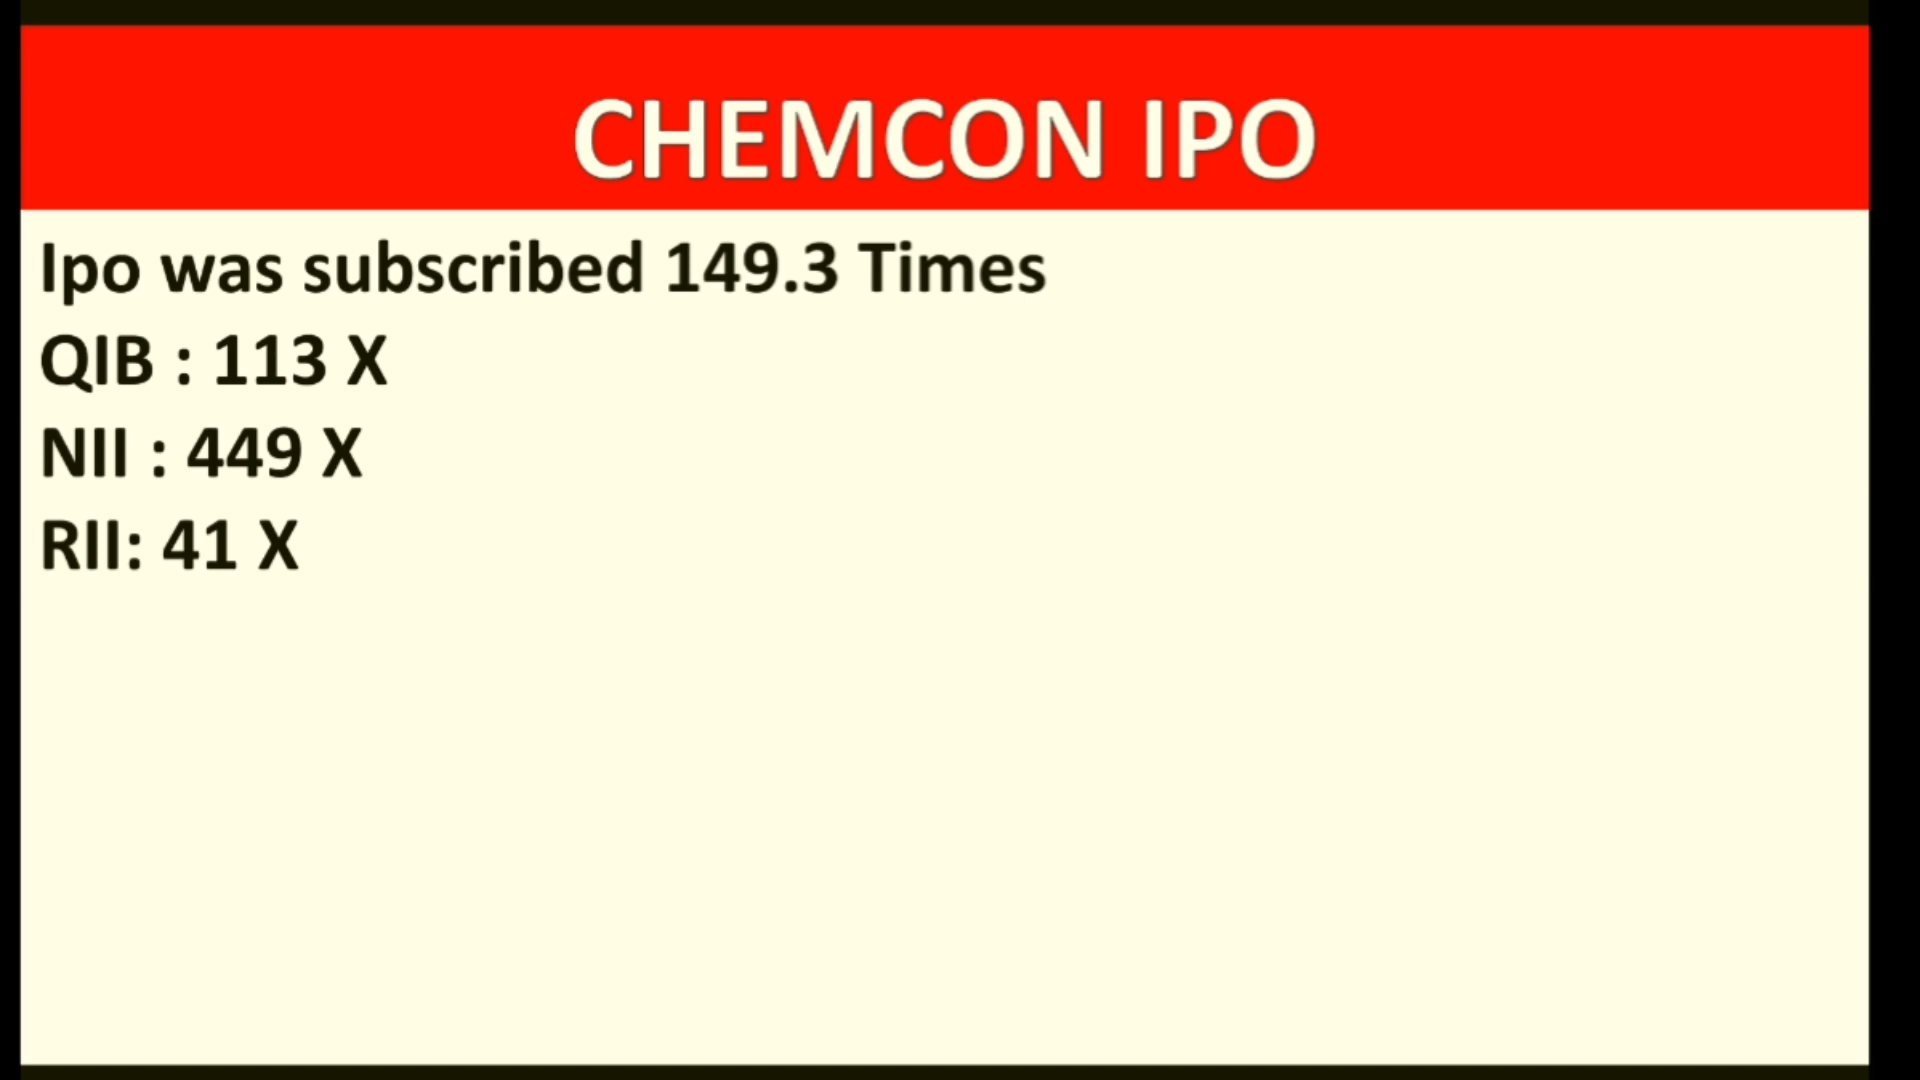 CHEMCON IPO
Ipo was subscribed 149.3 Times
QIB : 113 X
NII : 449 X
RII: 41 X